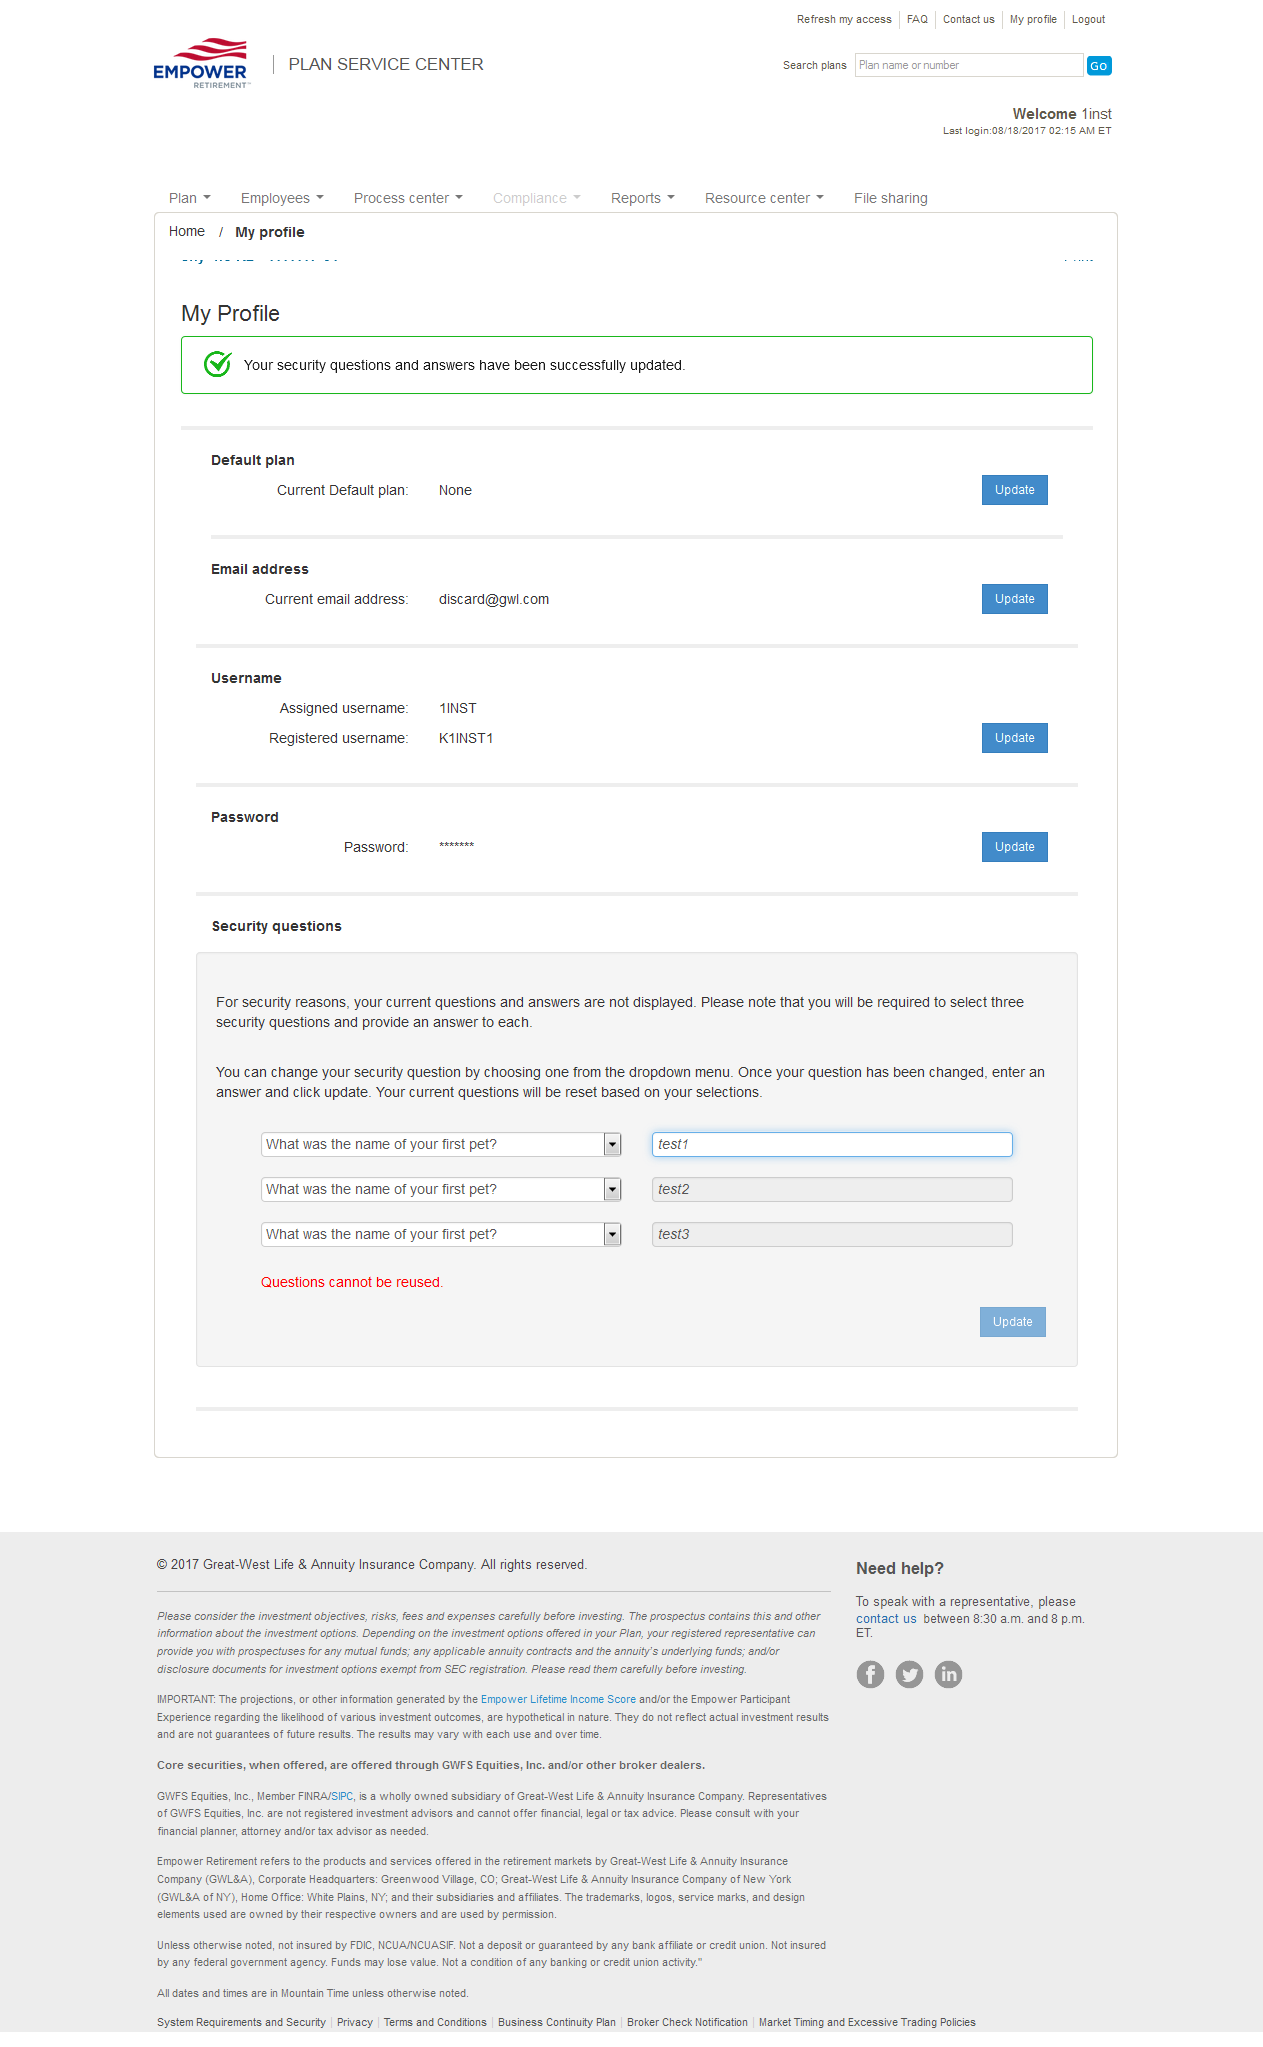 Refresh my access FAQ Contact us My profile Logout
EMPOWER
RETIREMENT™
PLAN SERVICE CENTER
Search plans Plan name or number Go
Welcome 1inst
Last login:08/18/2017 02:15 AM ET
Plan Employees Process center Compliance Reports Resource center File sharing
Home / My profile
My Profile
Your security questions and answers have been successfully updated.
Default plan
Current Default plan: None Update
Email address
Current email address: discard@gwl.com Update
Username
Assigned username: 1INST
Registered username: K1INST1 Update
Password
Password: ******* Update
Security questions
For security reasons, your current questions and answers are not displayed. Please note that you will be required to select three
security questions and provide an answer to each.
You can change your security question by choosing one from the dropdown menu. Once your question has been changed, enter an
answer and click update. Your current questions will be reset based on your selections.
What was the name of your first pet? test1
What was the name of your first pet? test2
What was the name of your first pet? test3
Questions cannot be reused.
Update
© 2017 Great-West Life & Annuity Insurance Company. All rights reserved.
Please consider the investment objectives, risks, fees and expenses carefully before investing. The prospectus contains this and other
information about the investment options. Depending on the investment options offered in your Plan, your registered representative can
provide you with prospectuses for any mutual funds; any applicable annuity contracts and the annuity's underlying funds; and/or
disclosure documents for investment options exempt from SEC registration. Please read them carefully before investing.
IMPORTANT: The projections, or other information generated by the Empower Lifetime Income Score and/or the Empower Participant
Experience regarding the likelihood of various investment outcomes, are hypothetical in nature. They do not reflect actual investment results
and are not guarantees of future results. The results may vary with each use and over time.
Core securities, when offered, are offered through GWFS Equities, Inc. and/or other broker dealers.
GWFS Equities, Inc., Member FINRA/SIPC, is a wholly owned subsidiary of Great-West Life & Annuity Insurance Company. Representatives
of GWFS Equities, Inc. are not registered investment advisors and cannot offer financial, legal or tax advice. Please consult with your
financial planner, attorney and/or tax advisor as needed.
Empower Retirement refers to the products and services offered in the retirement markets by Great-West Life & Annuity Insurance
Company (GWL&A), Corporate Headquarters: Greenwood Village, CO; Great-West Life & Annuity Insurance Company of New York
(GWL&A of NY), Home Office: White Plains, NY; and their subsidiaries and affiliates. The trademarks, logos, service marks, and design
elements used are owned by their respective owners and are used by permission.
Unless otherwise noted, not insured by FDIC, NCUA/NCUASIF. Not a deposit or guaranteed by any bank affiliate or credit union. Not insured
by any federal government agency. Funds may lose value. Not a condition of any banking or credit union activity."
All dates and times are in Mountain Time unless otherwise noted.
System Requirements and Security | Privacy | Terms and Conditions | Business Continuity Plan | Broker Check Notification | Market Timing and Excessive Trading Policies
Need help?
To speak with a representative, please
contact us between 8:30 a.m. and 8 p.m.
ET.